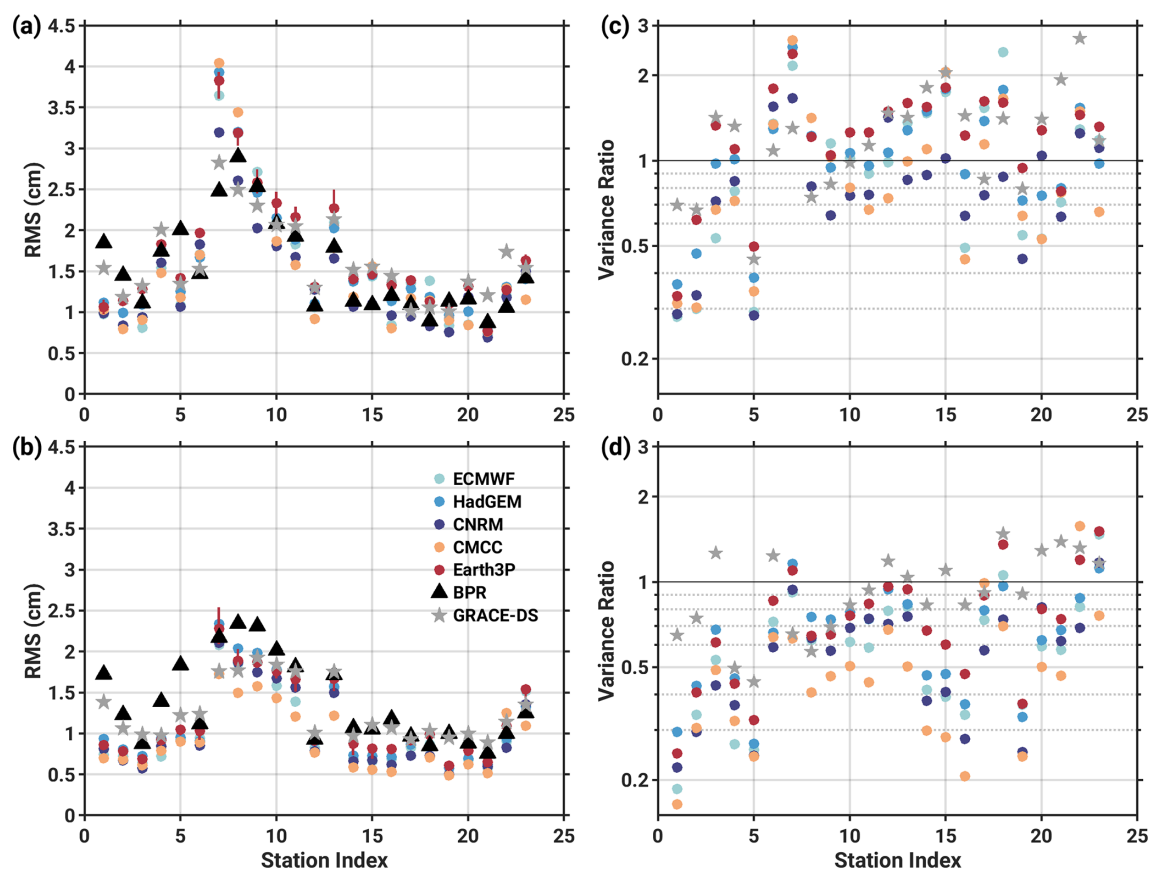 (a)
RMS (cm)
4.5
4
3.5
3
2.5
2
1.5
1
0.5
0
0 5 10 15 20 25
Station Index
(c)
Variance Ratio
3
2
1
0.5
0.2
0 5 10 15 20 25
Station Index
(b)
RMS (cm)
4.5
4
3.5
3
2.5
2
1.5
1
0.5
0
ECMWF
HadGEM
CNRM
CMCC
Earth3P
BPR
GRACE-DS
0 5 10 15 20 25
Station Index
(d)
Variance Ratio
3
2
1
0.5
0.2
0 5 10 15 20 25
Station Index